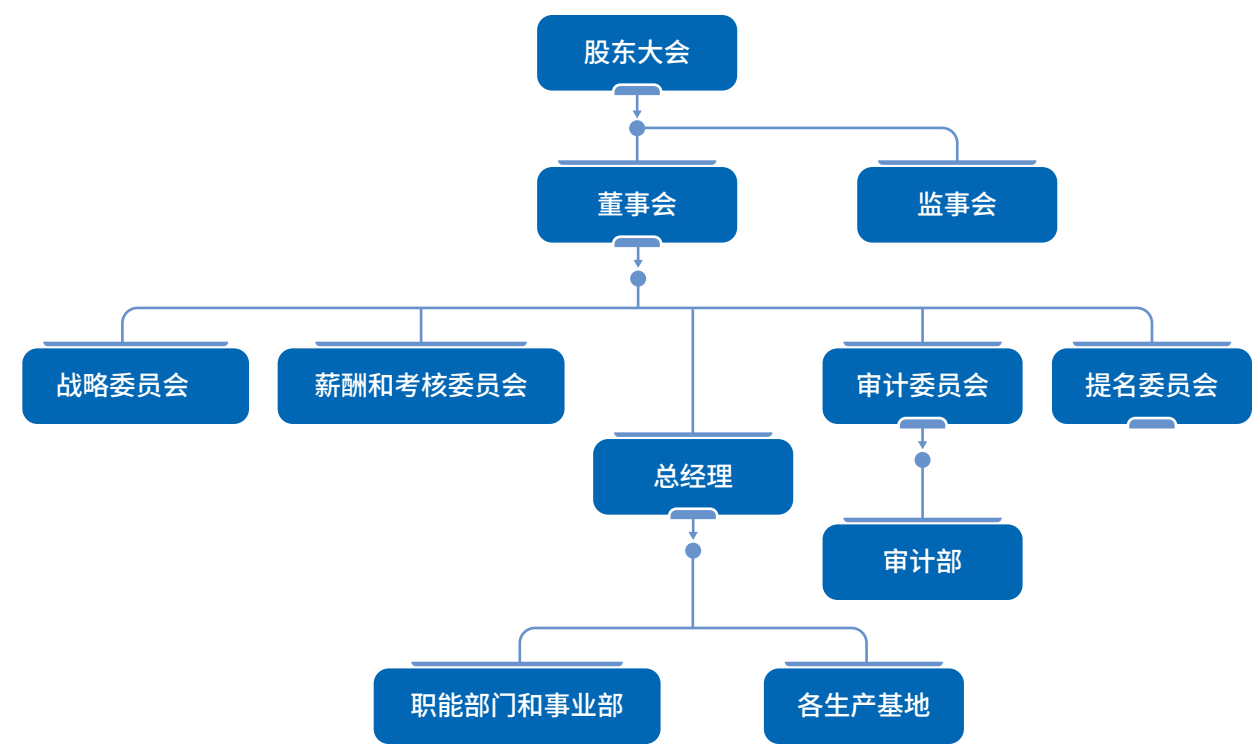 股东大会
董事会
监事会
战略委员会
薪酬和考核委员会
审计委员会
提名委员会
总经理
审计部
职能部门和事业部
各生产基地